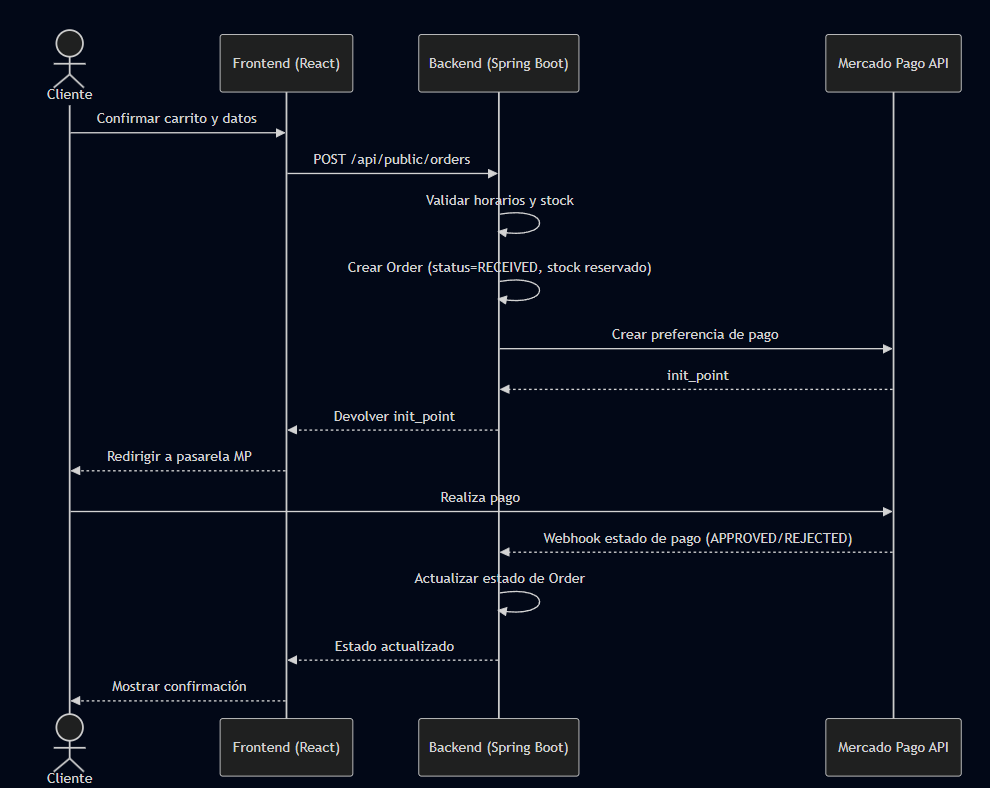 Cliente
Frontend (React)
Backend (Spring Boot)
Mercado Pago API
Confirmar carrito y datos
POST /api/public/orders
Validar horarios y stock
Crear Order (status=RECEIVED, stock reservado)
Crear preferencia de pago
init_point
Devolver init_point
Redirigir a pasarela MP
Realiza pago
Webhook estado de pago (APPROVED/REJECTED)
Actualizar estado de Order
Estado actualizado
Mostrar confirmación
Cliente
Frontend (React)
Backend (Spring Boot)
Mercado Pago API